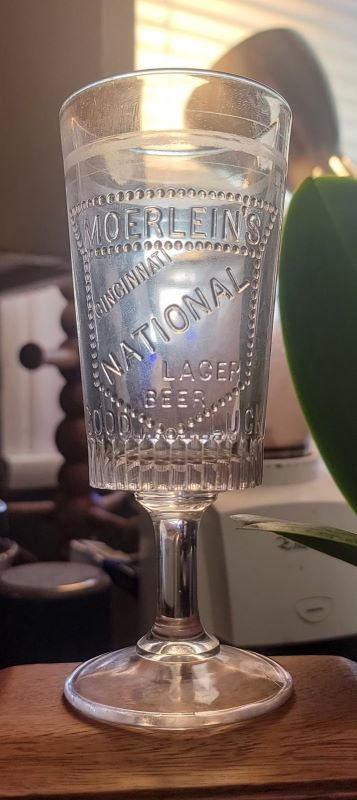 MOERLEIN'S
CINCINNATI
NATIONAL
LAGER
BEER
GOOD LUCK